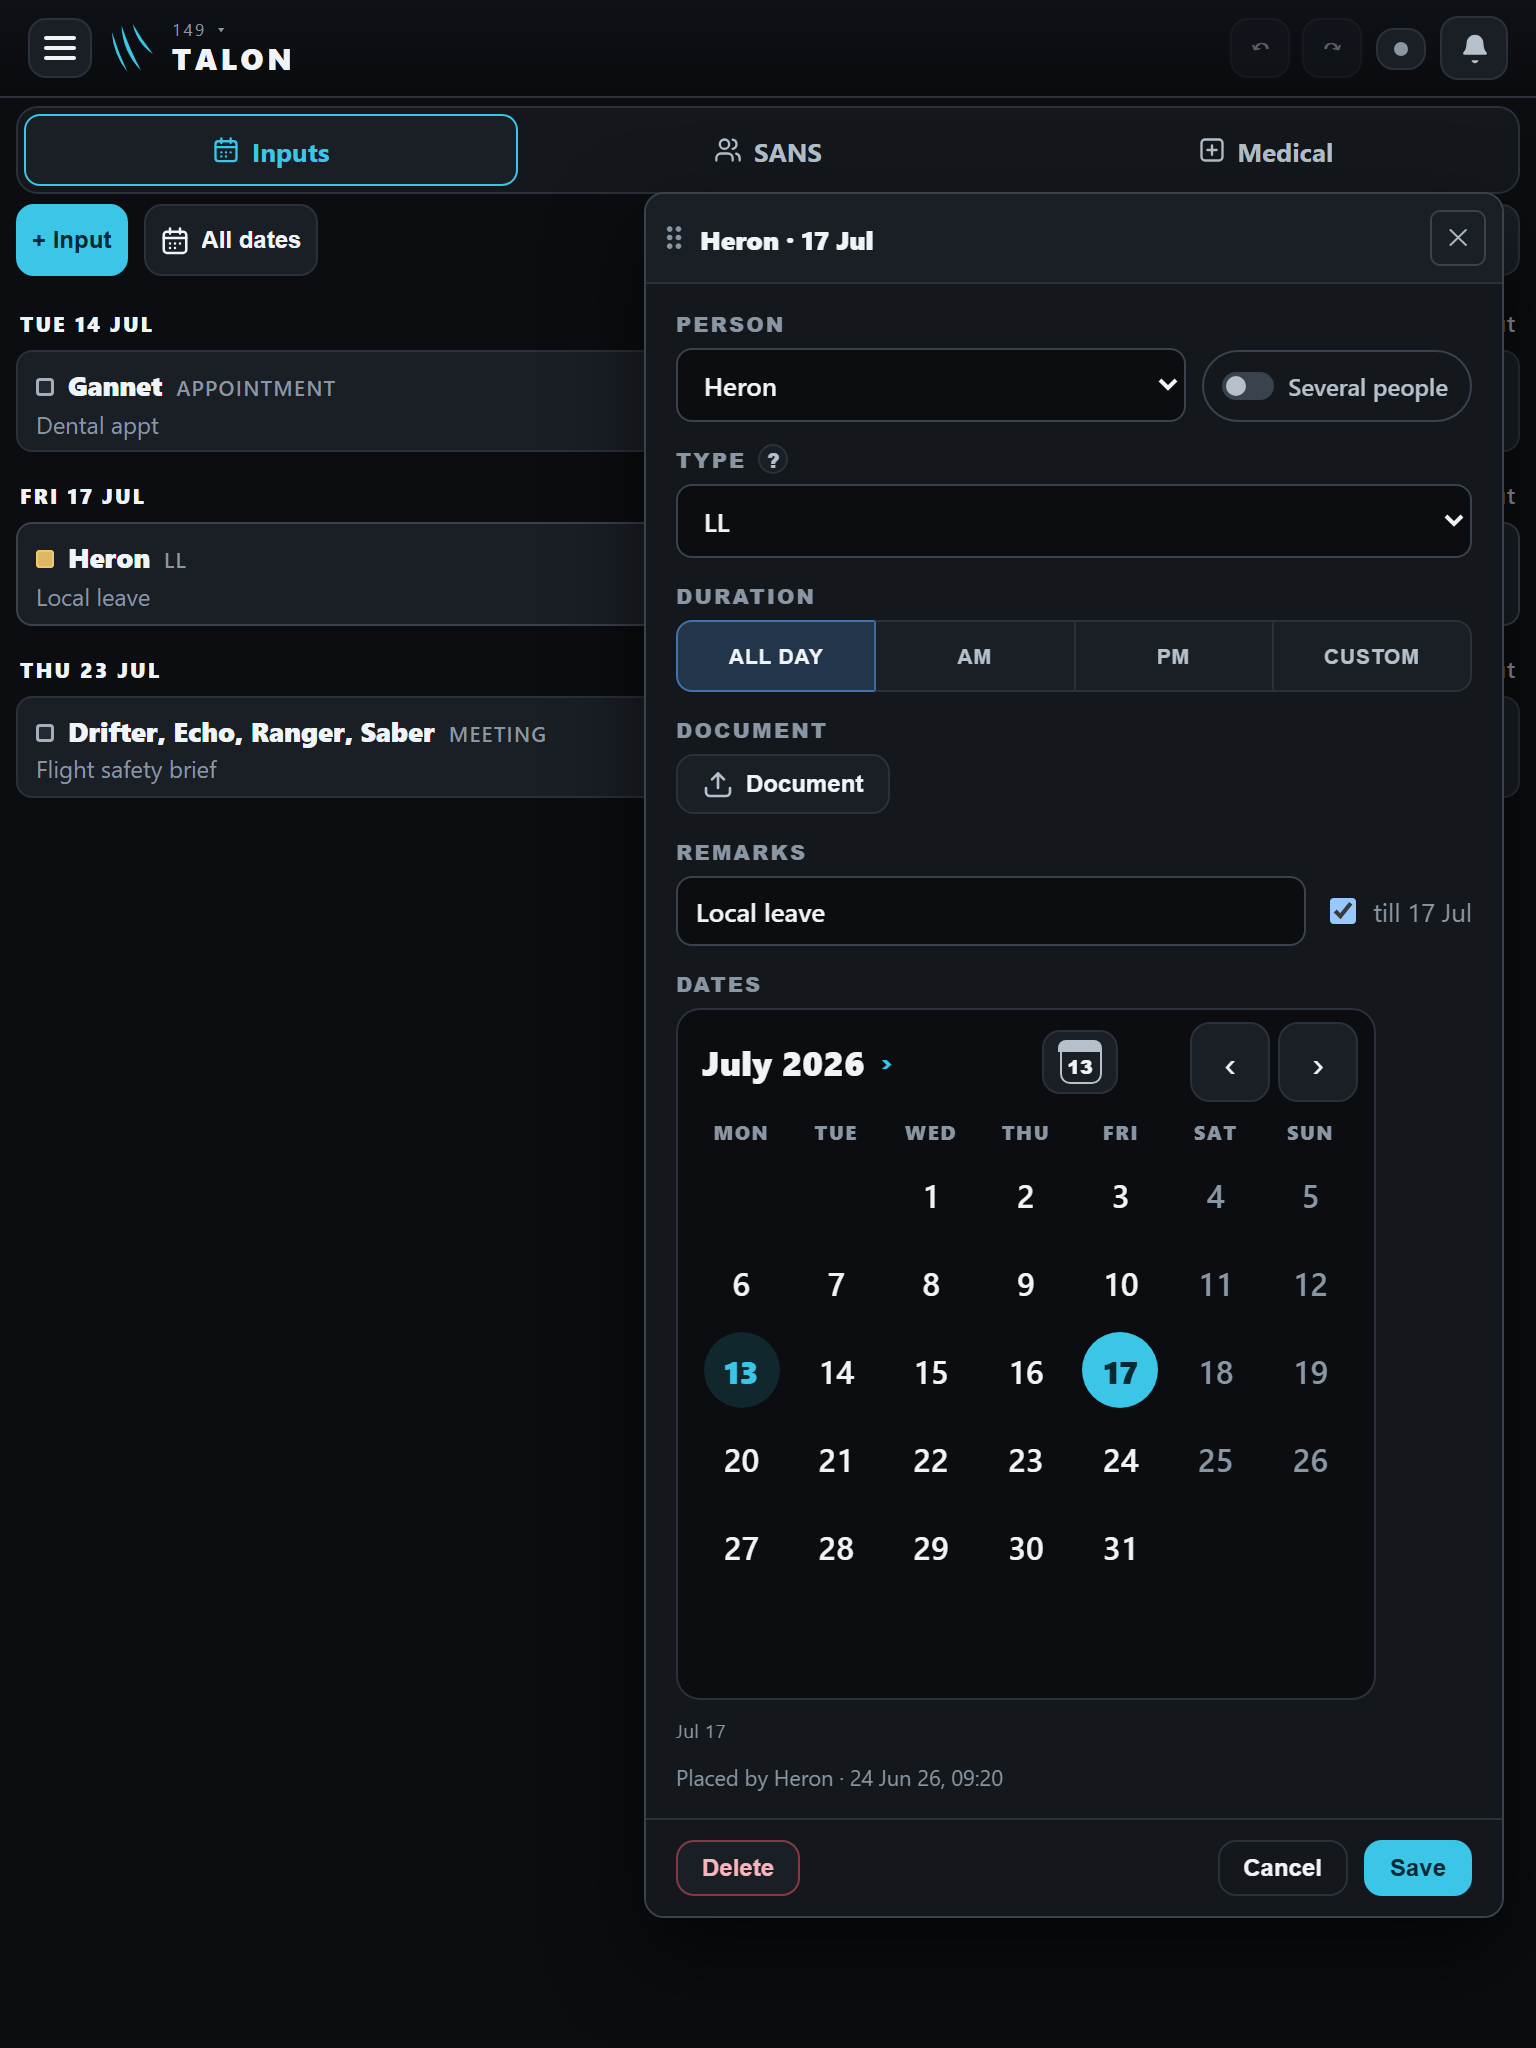 149
TALON
Inputs
SANS
Medical
+ Input
All dates
TUE 14 JUL
Gannet APPOINTMENT
Dental appt
FRI 17 JUL
Heron LL
Local leave
THU 23 JUL
Drifter, Echo, Ranger, Saber MEETING
Flight safety brief
Heron · 17 Jul
PERSON
Heron
Several people
TYPE ?
LL
DURATION
ALL DAY AM PM CUSTOM
DOCUMENT
Document
REMARKS
Local leave
till 17 Jul
DATES
July 2026 ›
13
‹ ›
MON TUE WED THU FRI SAT SUN
1 2 3 4 5
6 7 8 9 10 11 12
13 14 15 16 17 18 19
20 21 22 23 24 25 26
27 28 29 30 31
Jul 17
Placed by Heron · 24 Jun 26, 09:20
Delete
Cancel
Save